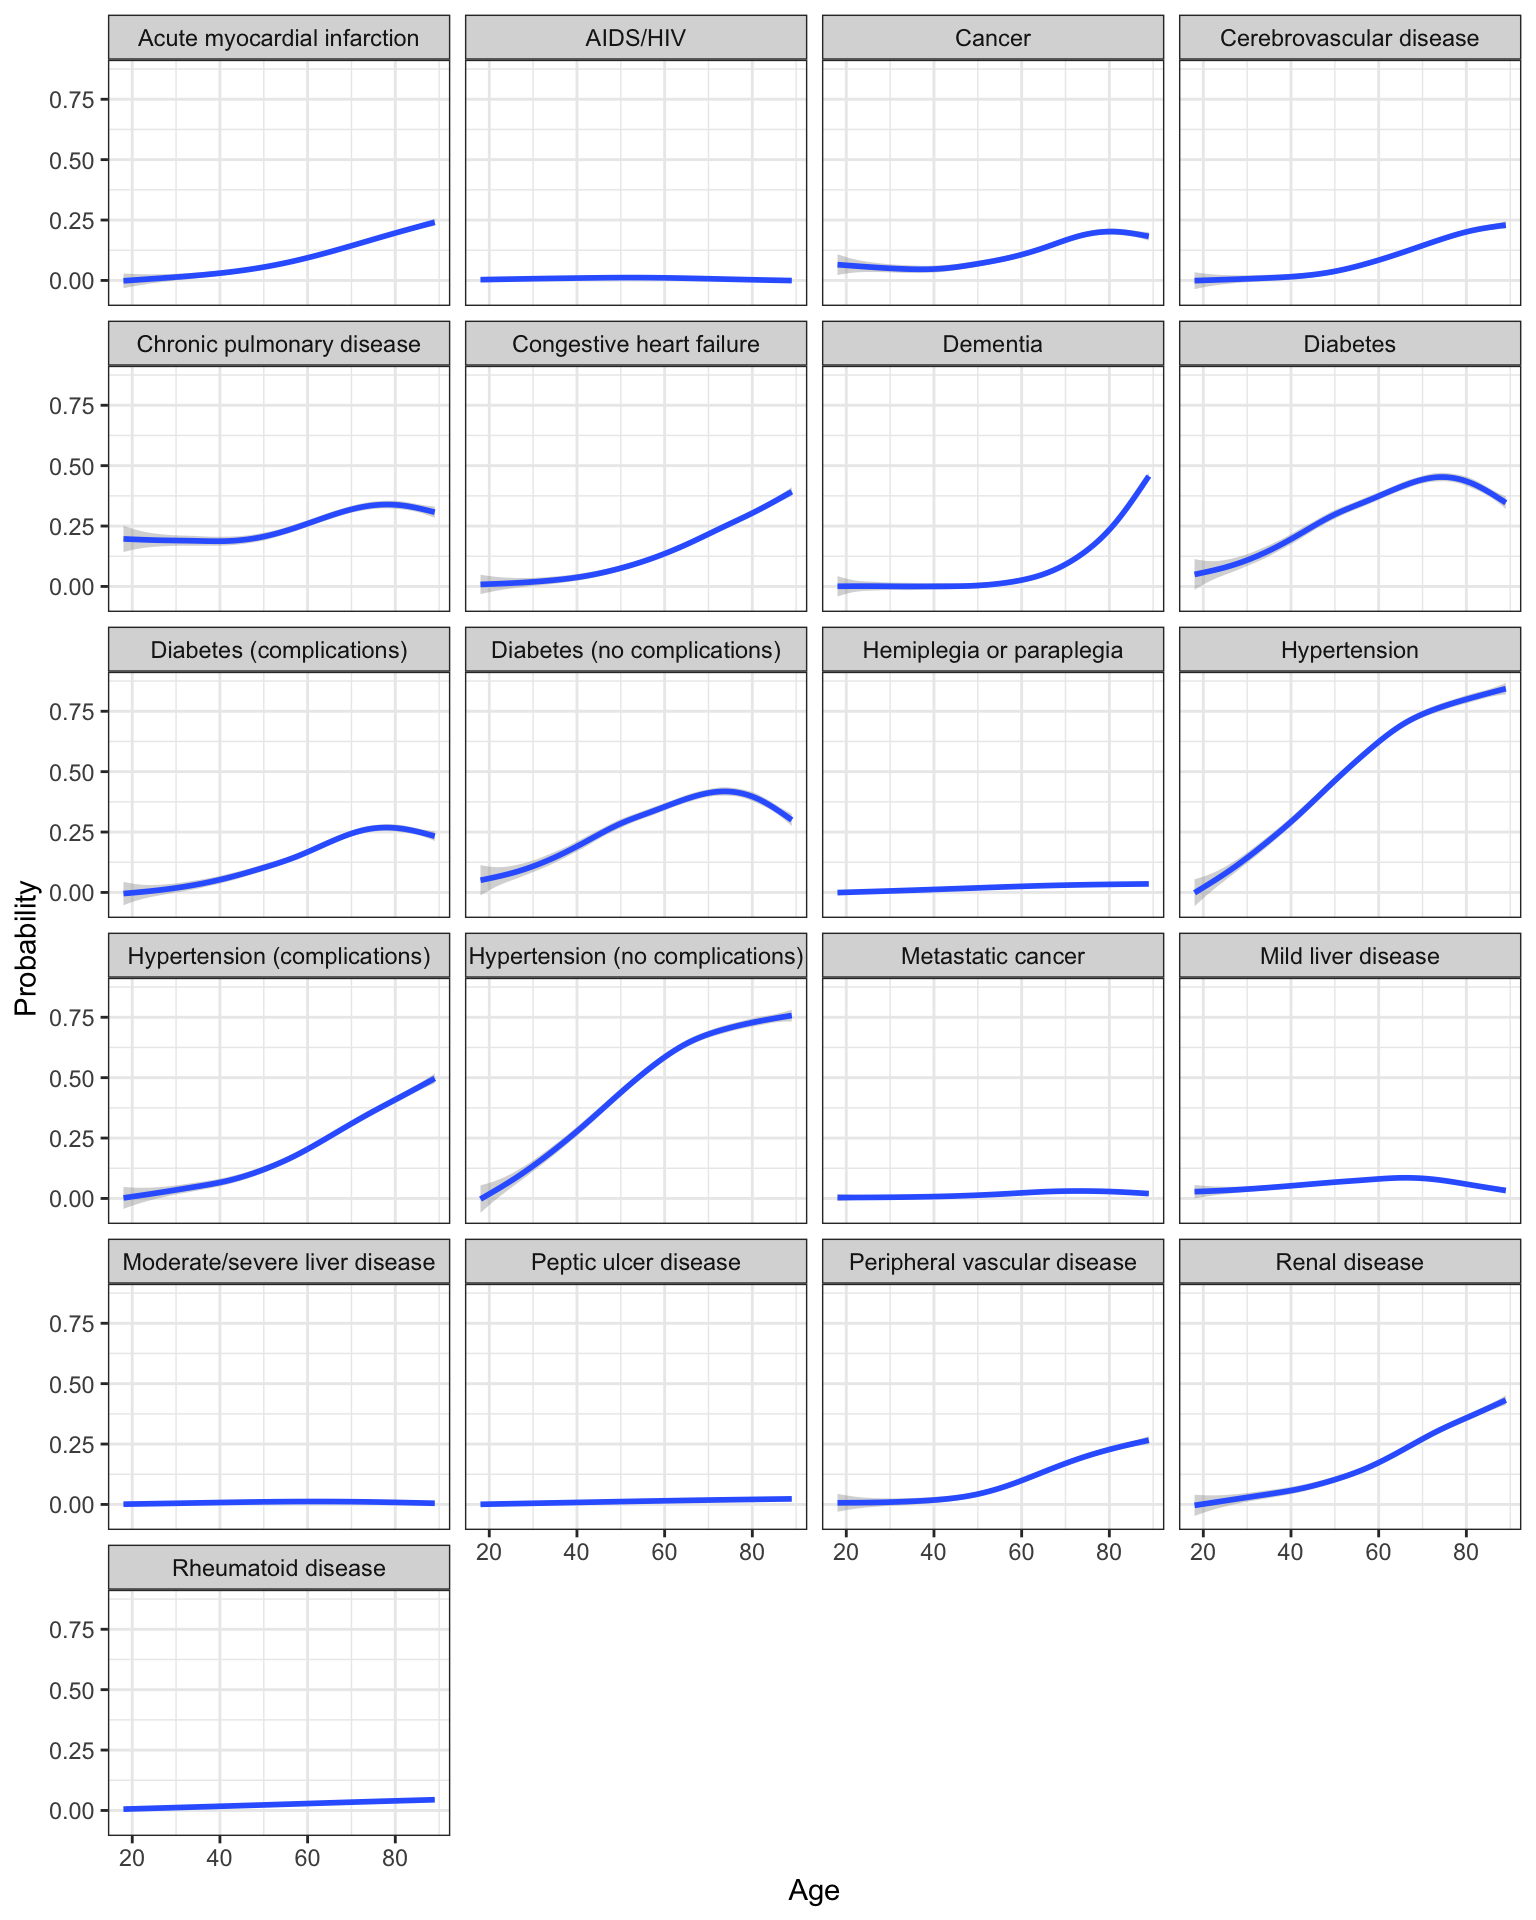 Acute myocardial infarction
AIDS/HIV
Cancer
Cerebrovascular disease
0.75
0.50
0.25
0.00
Chronic pulmonary disease
Congestive heart failure
Dementia
Diabetes
0.75
0.50
0.25
0.00
Diabetes (complications)
Diabetes (no complications)
Hemiplegia or paraplegia
Hypertension
0.75
0.50
0.25
0.00
Probability
Hypertension (complications)
Hypertension (no complications)
Metastatic cancer
Mild liver disease
0.75
0.50
0.25
0.00
Moderate/severe liver disease
Peptic ulcer disease
Peripheral vascular disease
Renal disease
0.75
0.50
0.25
0.00
20 40 60 80
20 40 60 80
20 40 60 80
Rheumatoid disease
0.75
0.50
0.25
0.00
20 40 60 80
Age